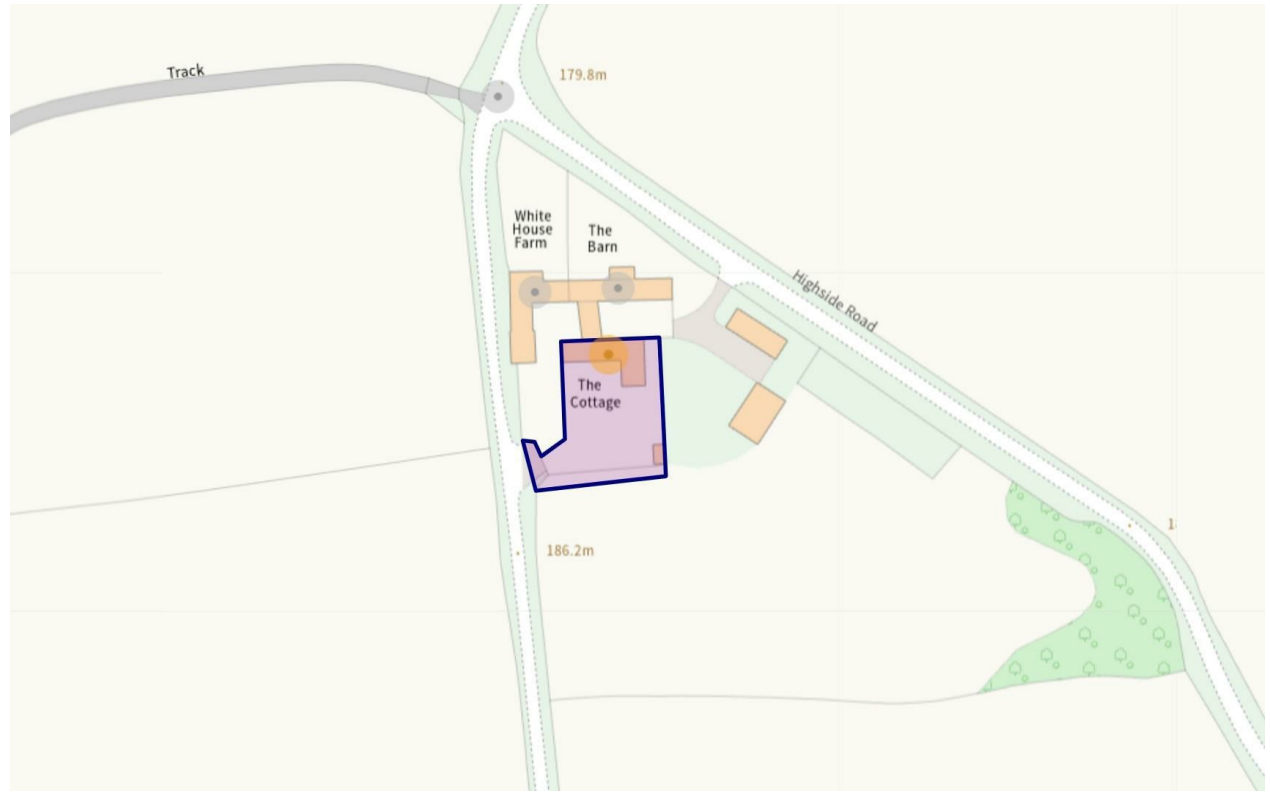 Track
179.8m
White
House
Farm
The
Barn
Highside Road
The
Cottage
186.2m